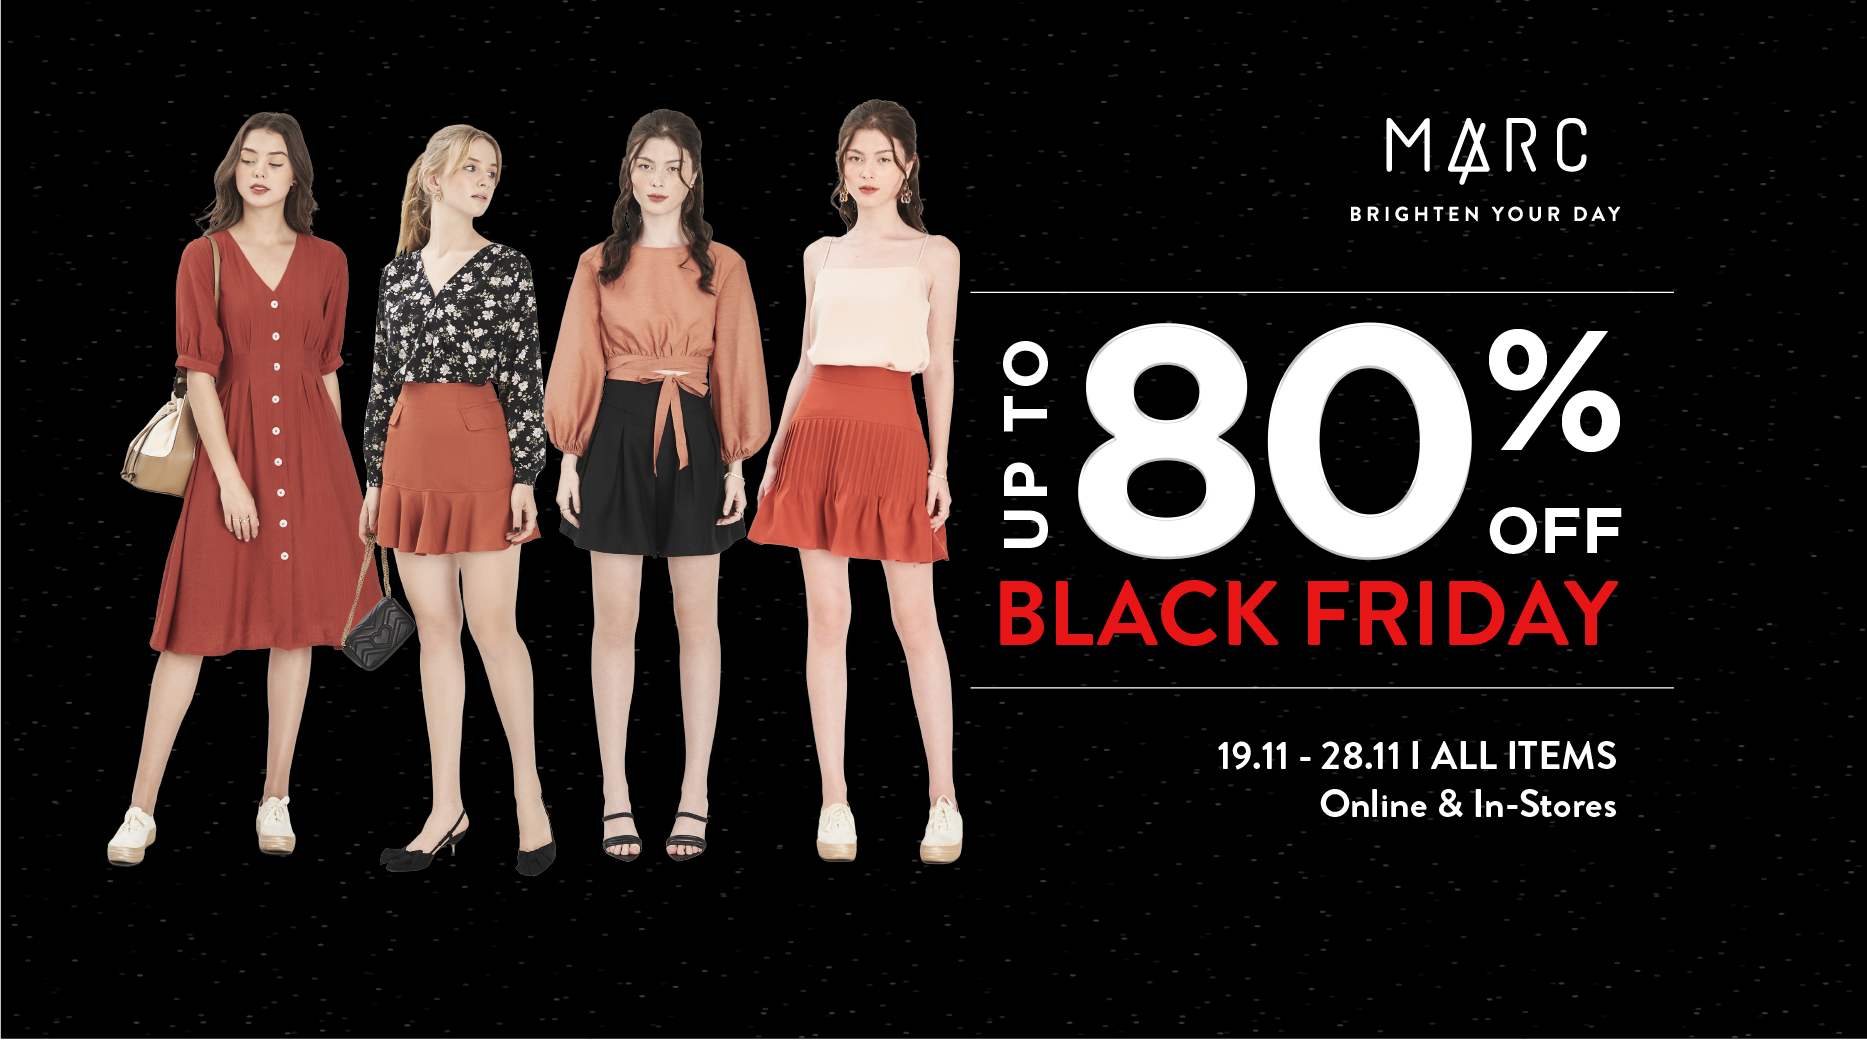 MARC
BRIGHTEN YOUR DAY
UP TO
80%
OFF
BLACK FRIDAY
19.11 - 28.11 I ALL ITEMS
Online & In-Stores